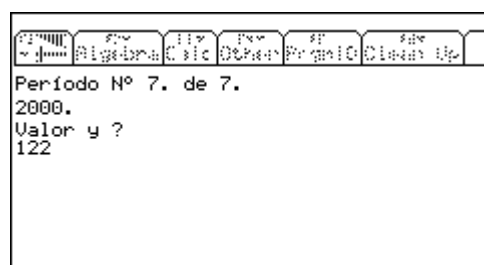 Algebra Calc Other PrgmIO Clean Up
Período Nº 7. de 7.
2000.
Valor y ?
122